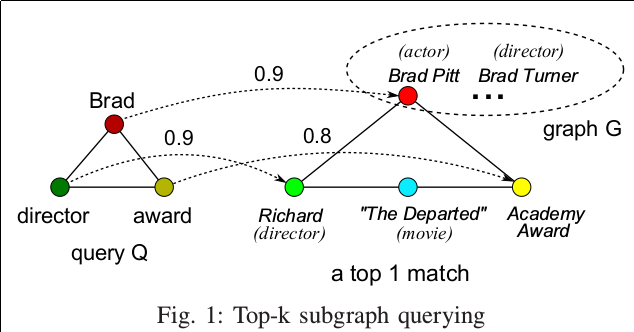 (actor) (director)
Brad Pitt Brad Turner
...
0.9
Brad
graph G
0.9 0.8
director award
Richard "The Departed" Academy
(director) (movie) Award
query Q
a top 1 match
Fig. 1: Top-k subgraph querying